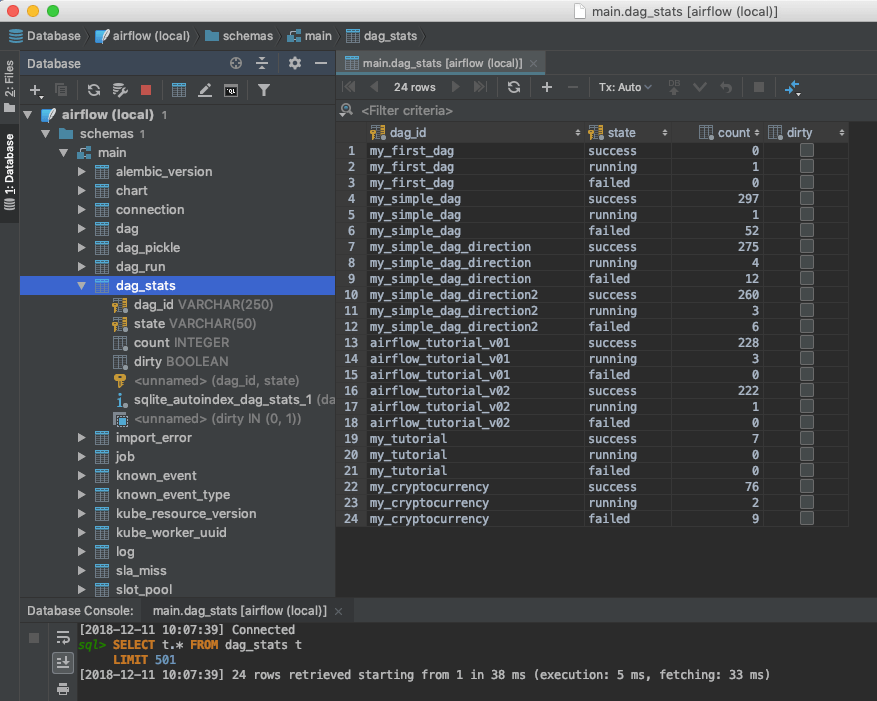 main.dag_stats [airflow (local)]
Database airflow (local) schemas main dag_stats
2: Files
1: Database
Database
airflow (local) 1
schemas 1
main
alembic_version
chart
connection
dag
dag_pickle
dag_run
dag_stats
dag_id VARCHAR(250)
state VARCHAR(50)
count INTEGER
dirty BOOLEAN
<unnamed> (dag_id, state)
sqlite_autoindex_dag_stats_1 (da
<unnamed> (dirty IN (0, 1))
import_error
job
known_event
known_event_type
kube_resource_version
kube_worker_uuid
log
sla_miss
slot_pool
main.dag_stats [airflow (local)]
24 rows Tx: Auto DB
<Filter criteria>
dag_id state count dirty
1 my_first_dag success 0
2 my_first_dag running 1
3 my_first_dag failed 0
4 my_simple_dag success 297
5 my_simple_dag running 1
6 my_simple_dag failed 52
7 my_simple_dag_direction success 275
8 my_simple_dag_direction running 4
9 my_simple_dag_direction failed 12
10 my_simple_dag_direction2 success 260
11 my_simple_dag_direction2 running 3
12 my_simple_dag_direction2 failed 6
13 airflow_tutorial_v01 success 228
14 airflow_tutorial_v01 running 3
15 airflow_tutorial_v01 failed 0
16 airflow_tutorial_v02 success 222
17 airflow_tutorial_v02 running 1
18 airflow_tutorial_v02 failed 0
19 my_tutorial success 7
20 my_tutorial running 0
21 my_tutorial failed 0
22 my_cryptocurrency success 76
23 my_cryptocurrency running 2
24 my_cryptocurrency failed 9
Database Console: main.dag_stats [airflow (local)]
[2018-12-11 10:07:39] Connected
sql> SELECT t.* FROM dag_stats t
LIMIT 501
[2018-12-11 10:07:39] 24 rows retrieved starting from 1 in 38 ms (execution: 5 ms, fetching: 33 ms)